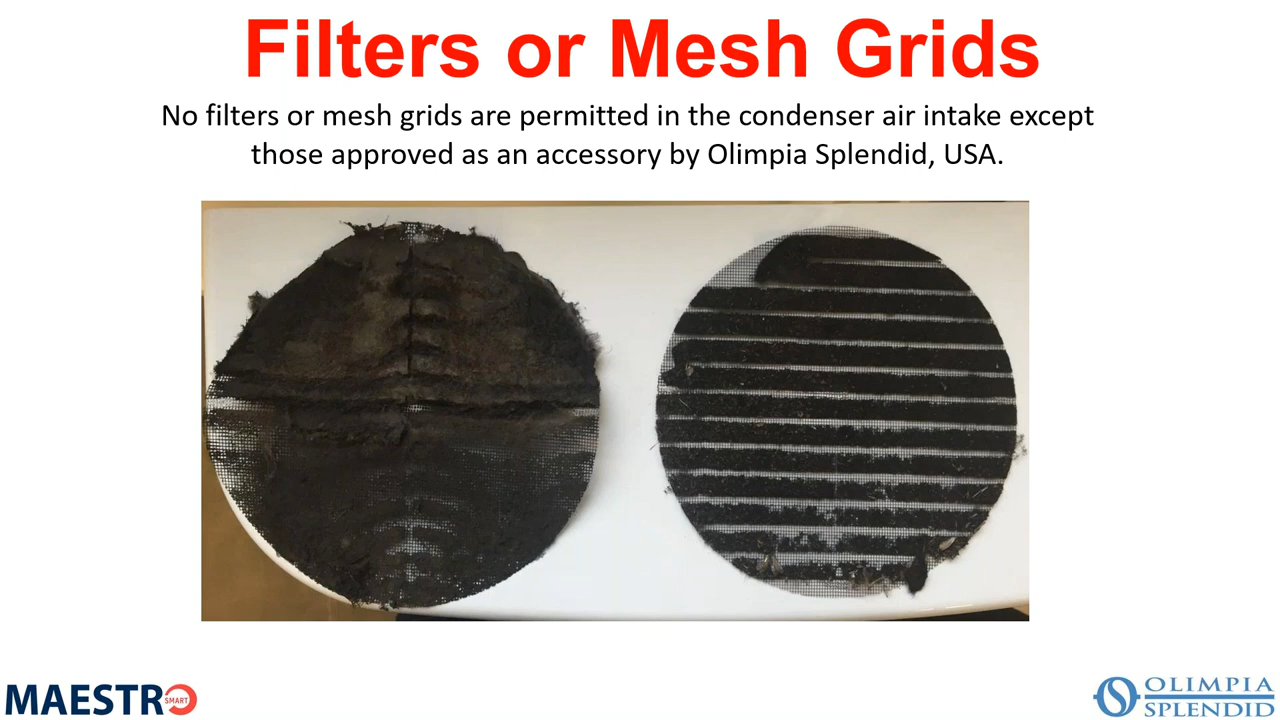 Filters or Mesh Grids
No filters or mesh grids are permitted in the condenser air intake except
those approved as an accessory by Olimpia Splendid, USA.
MAESTRO SMART
OLIMPIA
SPLENDID